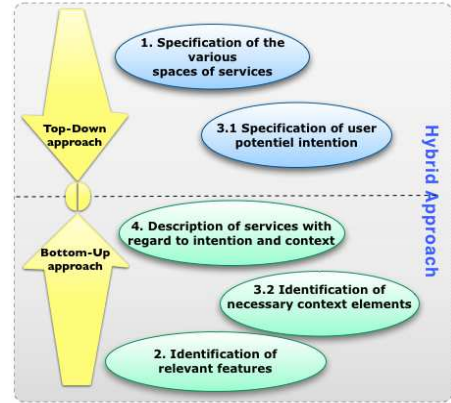 1. Specification of the
various
spaces of services
Top-Down
approach
3.1 Specification of user
potentiel intention
Hybrid Approach
4. Description of services with
regard to intention and context
Bottom-Up
approach
3.2 Identification of
necessary context elements
2. Identification of
relevant features